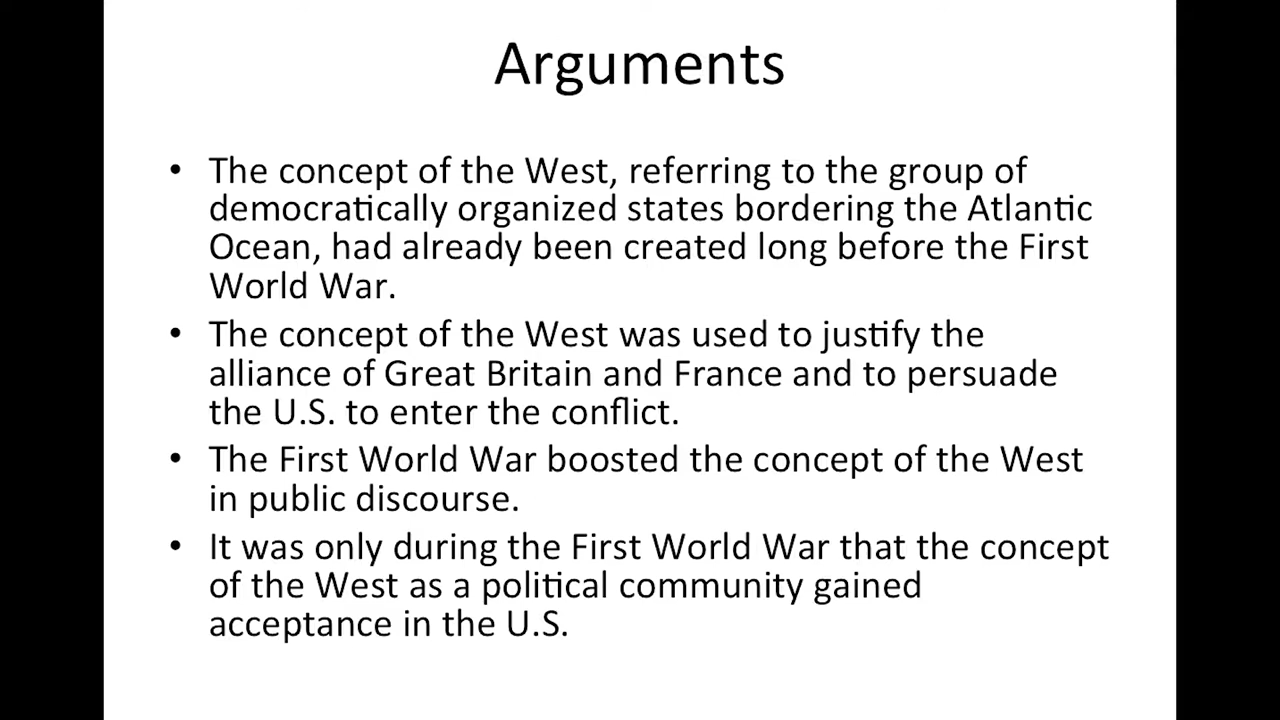 Arguments
• The concept of the West, referring to the group of
democratically organized states bordering the Atlantic
Ocean, had already been created long before the First
World War.
• The concept of the West was used to justify the
alliance of Great Britain and France and to persuade
the U.S. to enter the conflict.
• The First World War boosted the concept of the West
in public discourse.
• It was only during the First World War that the concept
of the West as a political community gained
acceptance in the U.S.